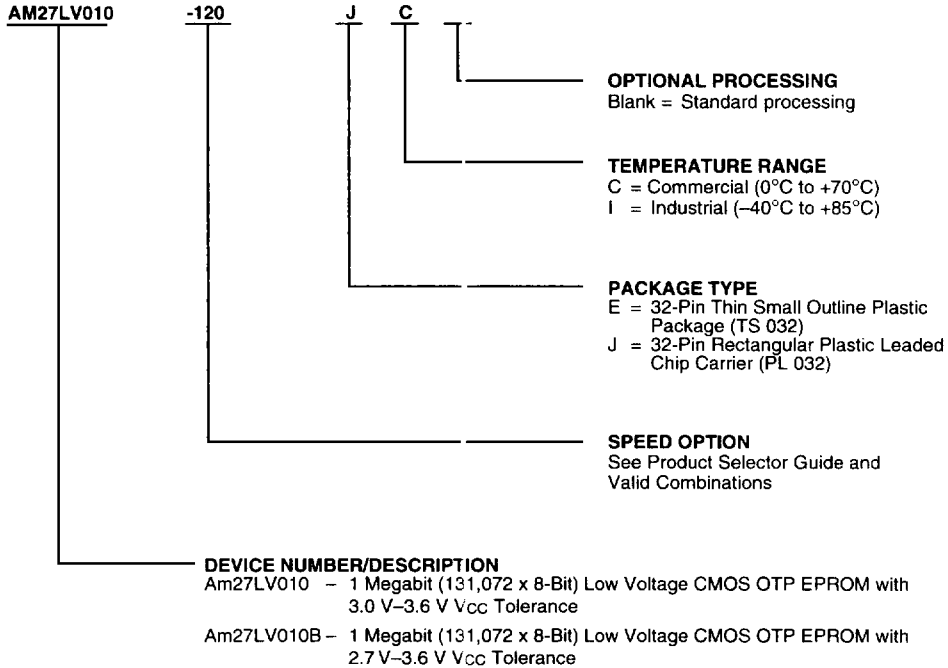 AM27LV010 -120 J C
OPTIONAL PROCESSING
Blank = Standard processing
TEMPERATURE RANGE
C = Commercial (0°C to +70°C)
I = Industrial (–40°C to +85°C)
PACKAGE TYPE
E = 32-Pin Thin Small Outline Plastic
Package (TS 032)
J = 32-Pin Rectangular Plastic Leaded
Chip Carrier (PL 032)
SPEED OPTION
See Product Selector Guide and
Valid Combinations
DEVICE NUMBER/DESCRIPTION
Am27LV010 – 1 Megabit (131,072 x 8-Bit) Low Voltage CMOS OTP EPROM with
3.0 V–3.6 V VCC Tolerance
Am27LV010B – 1 Megabit (131,072 x 8-Bit) Low Voltage CMOS OTP EPROM with
2.7 V–3.6 V VCC Tolerance